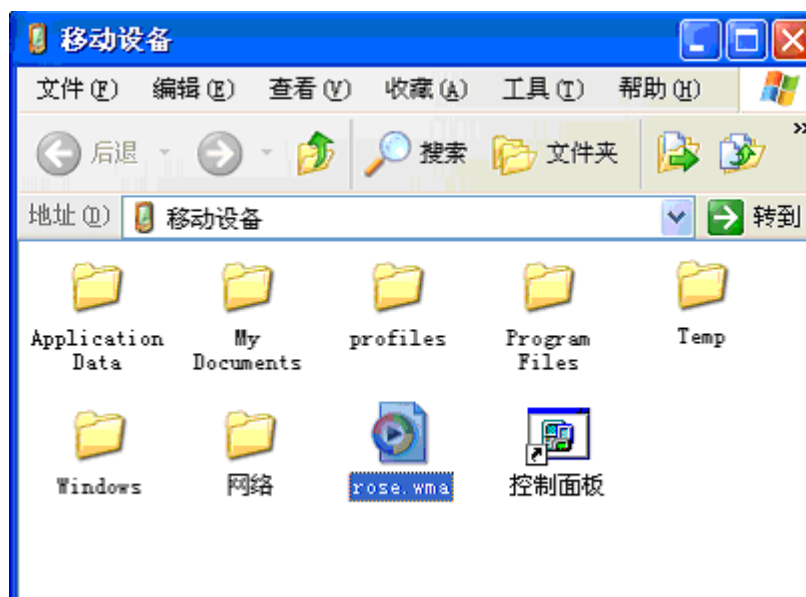 移动设备
文件(F) 编辑(E) 查看(V) 收藏(A) 工具(T) 帮助(H)
后退 搜索 文件夹 »
地址(D) 移动设备 转到
Application Data My Documents profiles Program Files Temp
Windows 网络 rose.wma 控制面板